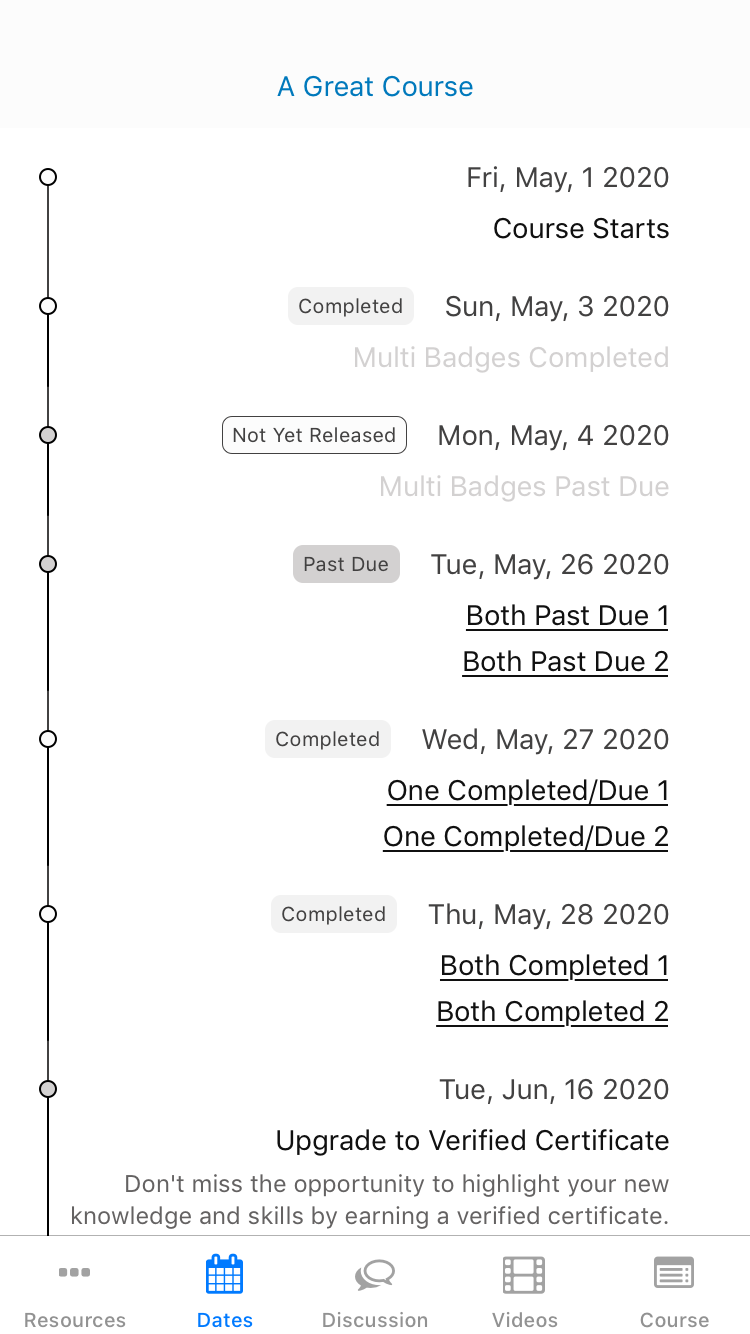 A Great Course
Fri, May, 1 2020
Course Starts
Completed Sun, May, 3 2020
Multi Badges Completed
Not Yet Released Mon, May, 4 2020
Multi Badges Past Due
Past Due Tue, May, 26 2020
Both Past Due 1
Both Past Due 2
Completed Wed, May, 27 2020
One Completed/Due 1
One Completed/Due 2
Completed Thu, May, 28 2020
Both Completed 1
Both Completed 2
Tue, Jun, 16 2020
Upgrade to Verified Certificate
Don't miss the opportunity to highlight your new
knowledge and skills by earning a verified certificate.
Resources Dates Discussion Videos Course